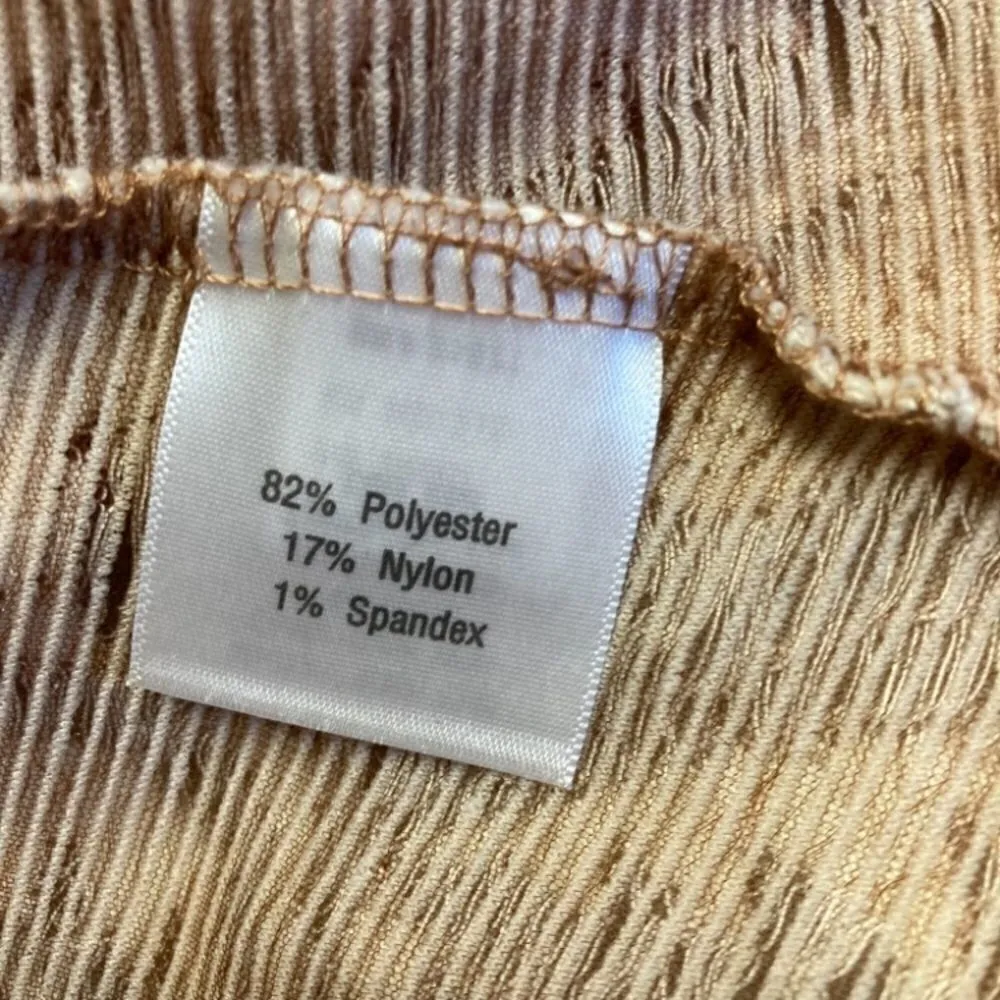 82% Polyester
17% Nylon
1% Spandex